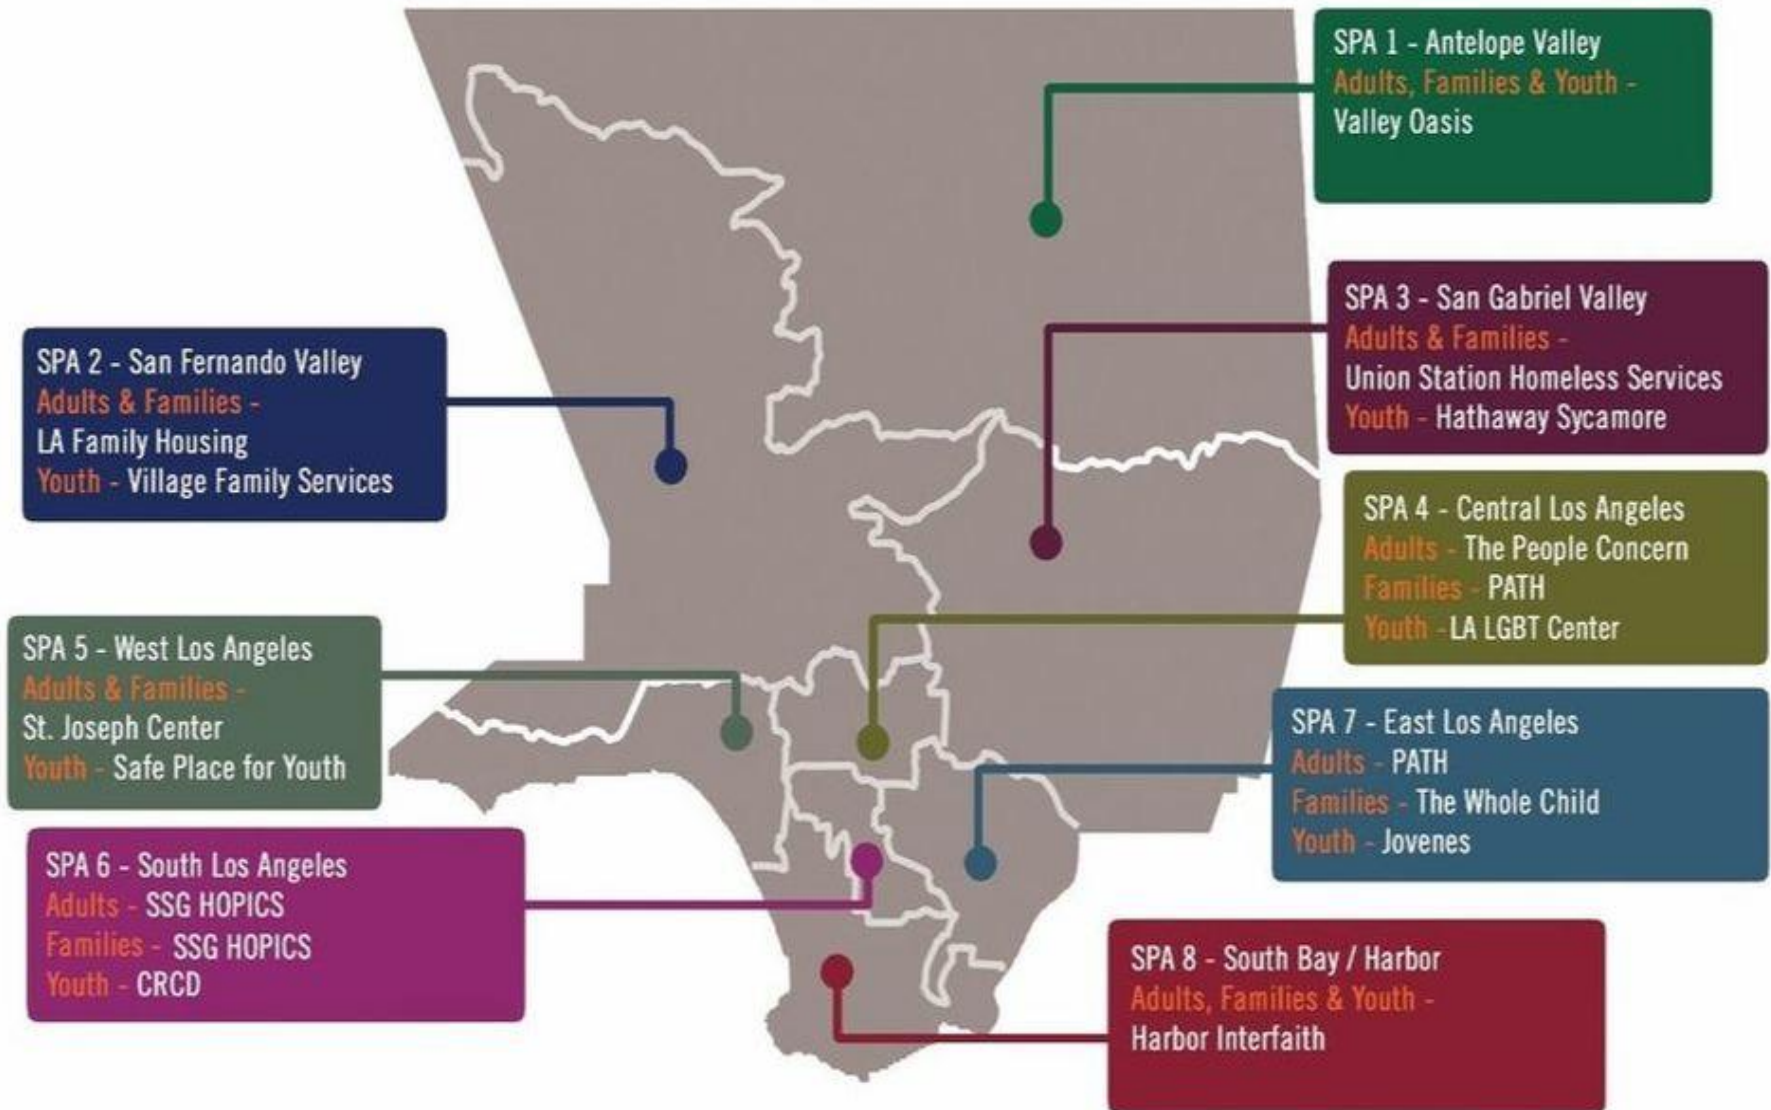 SPA 1 - Antelope Valley
Adults, Families & Youth -
Valley Oasis
SPA 2 - San Fernando Valley
Adults & Families -
LA Family Housing
Youth - Village Family Services
SPA 3 - San Gabriel Valley
Adults & Families -
Union Station Homeless Services
Youth - Hathaway Sycamore
SPA 4 - Central Los Angeles
Adults - The People Concern
Families - PATH
Youth -LA LGBT Center
SPA 5 - West Los Angeles
Adults & Families -
St. Joseph Center
Youth - Safe Place for Youth
SPA 6 - South Los Angeles
Adults - SSG HOPICS
Families - SSG HOPICS
Youth - CRCD
SPA 7 - East Los Angeles
Adults - PATH
Families - The Whole Child
Youth - Jovenes
SPA 8 - South Bay / Harbor
Adults, Families & Youth -
Harbor Interfaith